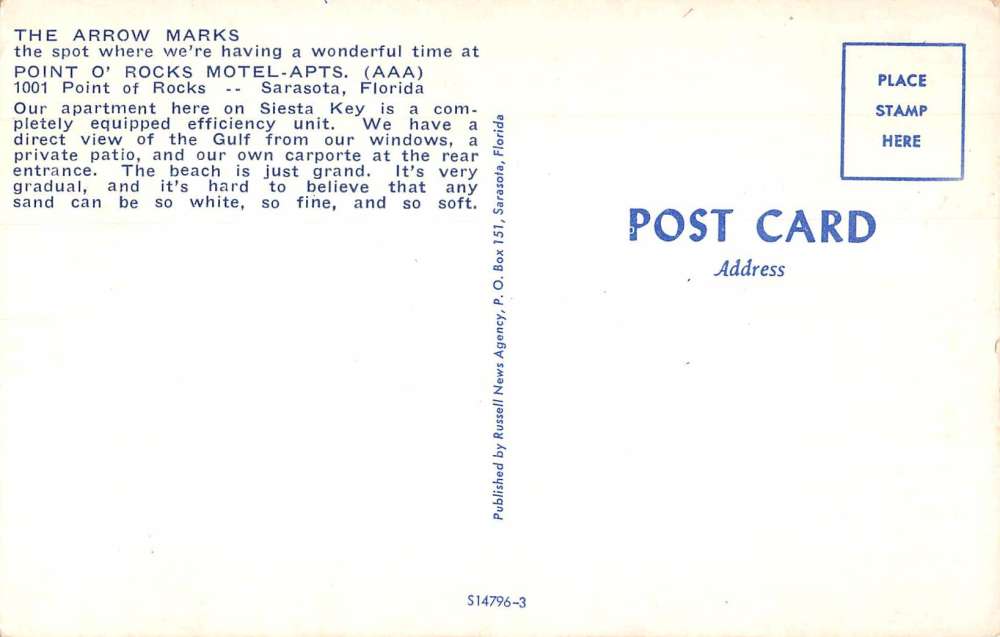 THE ARROW MARKS
the spot where we're having a wonderful time at
POINT O' ROCKS MOTEL-APTS. (AAA)
1001 Point of Rocks -- Sarasota, Florida
Our apartment here on Siesta Key is a com-
pletely equipped efficiency unit. We have a
direct view of the Gulf from our windows, a
private patio, and our own carporte at the rear
entrance. The beach is just grand. It's very
gradual, and it's hard to believe that any
sand can be so white, so fine, and so soft.
Published by Russell News Agency, P. O. Box 151, Sarasota, Florida
PLACE
STAMP
HERE
POST CARD
Address
S14796-3